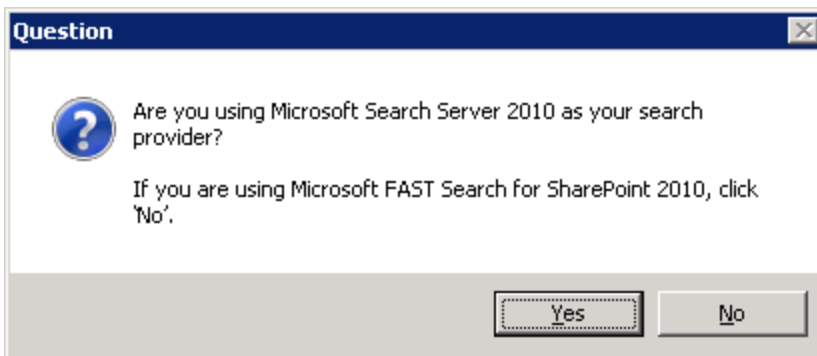 Question
Are you using Microsoft Search Server 2010 as your search
provider?
If you are using Microsoft FAST Search for SharePoint 2010, click
'No'.
Yes
No